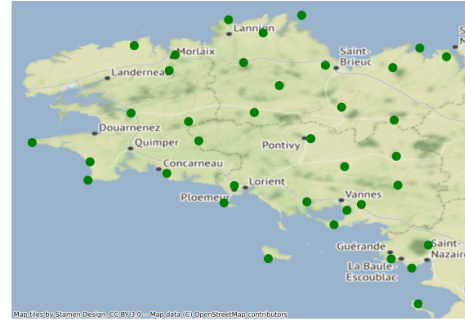 Lannion
Morlaix
Saint-
Brieuc
Landerneau
Douarnenez
Quimper
Pontivy
Concarneau
Lorient
Ploemeur
Vannes
Guérande
Saint-
Nazaire
La Baule-
Escoublac
Map tiles by Stamen Design, CC BY 3.0 — Map data (C) OpenStreetMap contributors